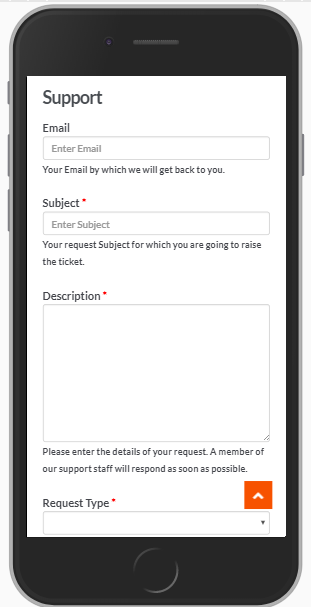 Support
Email
Enter Email
Your Email by which we will get back to you.
Subject *
Enter Subject
Your request Subject for which you are going to raise
the ticket.
Description *
Please enter the details of your request. A member of
our support staff will respond as soon as possible.
Request Type *